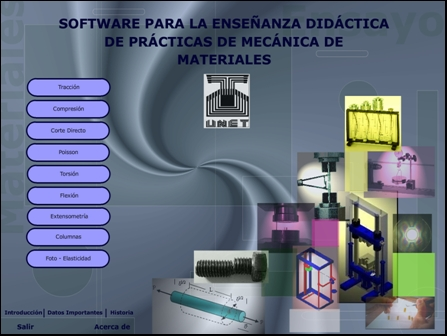 SOFTWARE PARA LA ENSEÑANZA DIDÁCTICA
DE PRÁCTICAS DE MECÁNICA DE
MATERIALES
UNET
Tracción
Compresión
Corte Directo
Poisson
Torsión
Flexión
Extensometría
Columnas
Foto - Elasticidad
Introducción | Datos Importantes | Historia
Salir Acerca de